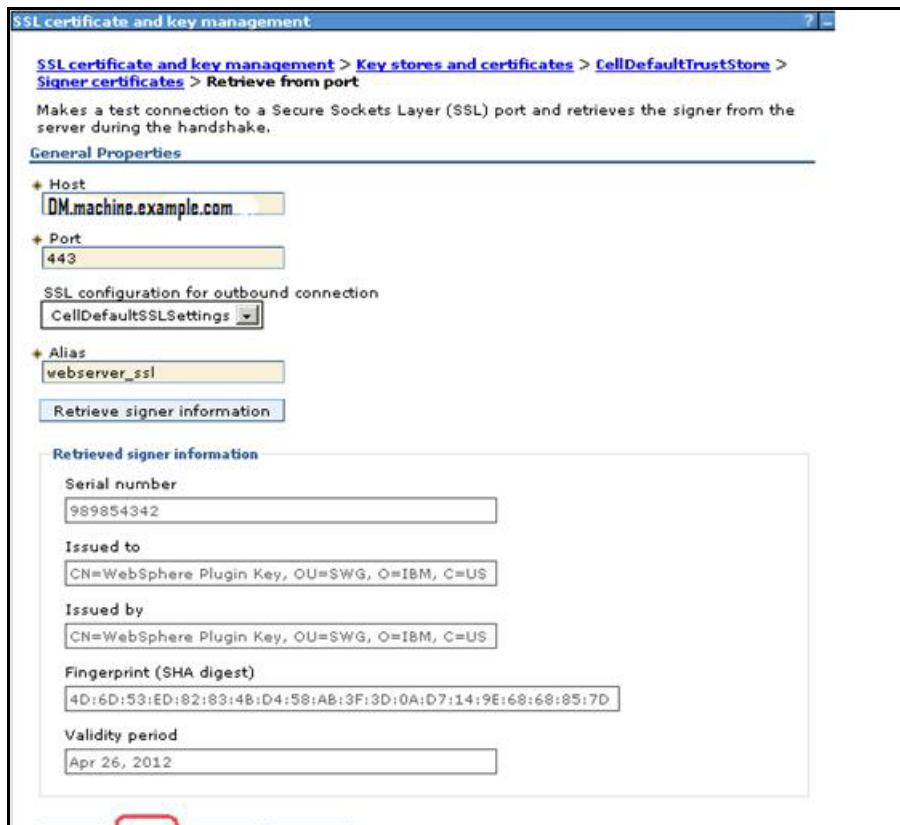 SSL certificate and key management ? –
SSL certificate and key management > Key stores and certificates > CellDefaultTrustStore >
Signer certificates > Retrieve from port
Makes a test connection to a Secure Sockets Layer (SSL) port and retrieves the signer from the
server during the handshake.
General Properties
Host
DM.machine.example.com
Port
443
SSL configuration for outbound connection
CellDefaultSSLSettings
Alias
webserver_ssl
Retrieve signer information
Retrieved signer information
Serial number
989854342
Issued to
CN=WebSphere Plugin Key, OU=SWG, O=IBM, C=US
Issued by
CN=WebSphere Plugin Key, OU=SWG, O=IBM, C=US
Fingerprint (SHA digest)
4D:6D:53:ED:82:83:4B:D4:58:AB:3F:3D:0A:D7:14:9E:68:68:85:7D
Validity period
Apr 26, 2012